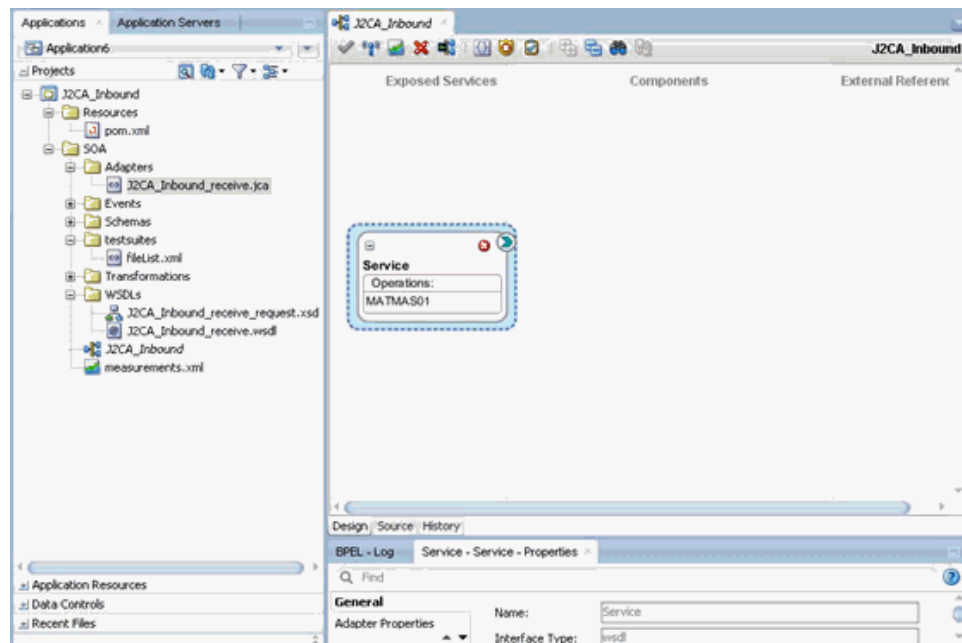 Applications
Application Servers
Application6
Projects
J2CA_Inbound
Resources
pom.xml
SOA
Adapters
J2CA_Inbound_receive.jca
Events
Schemas
testsuites
fileList.xml
Transformations
WSDLs
J2CA_Inbound_receive_request.xsd
J2CA_Inbound_receive.wsdl
J2CA_Inbound
measurements.xml
Application Resources
Data Controls
Recent Files
J2CA_Inbound
J2CA_Inbound
Exposed Services
Components
External Referenc
Service
Operations:
MATMAS01
Design Source History
BPEL - Log
Service - Service - Properties
Find
General
Adapter Properties
Name:
Service
Interface Type:
wsdl